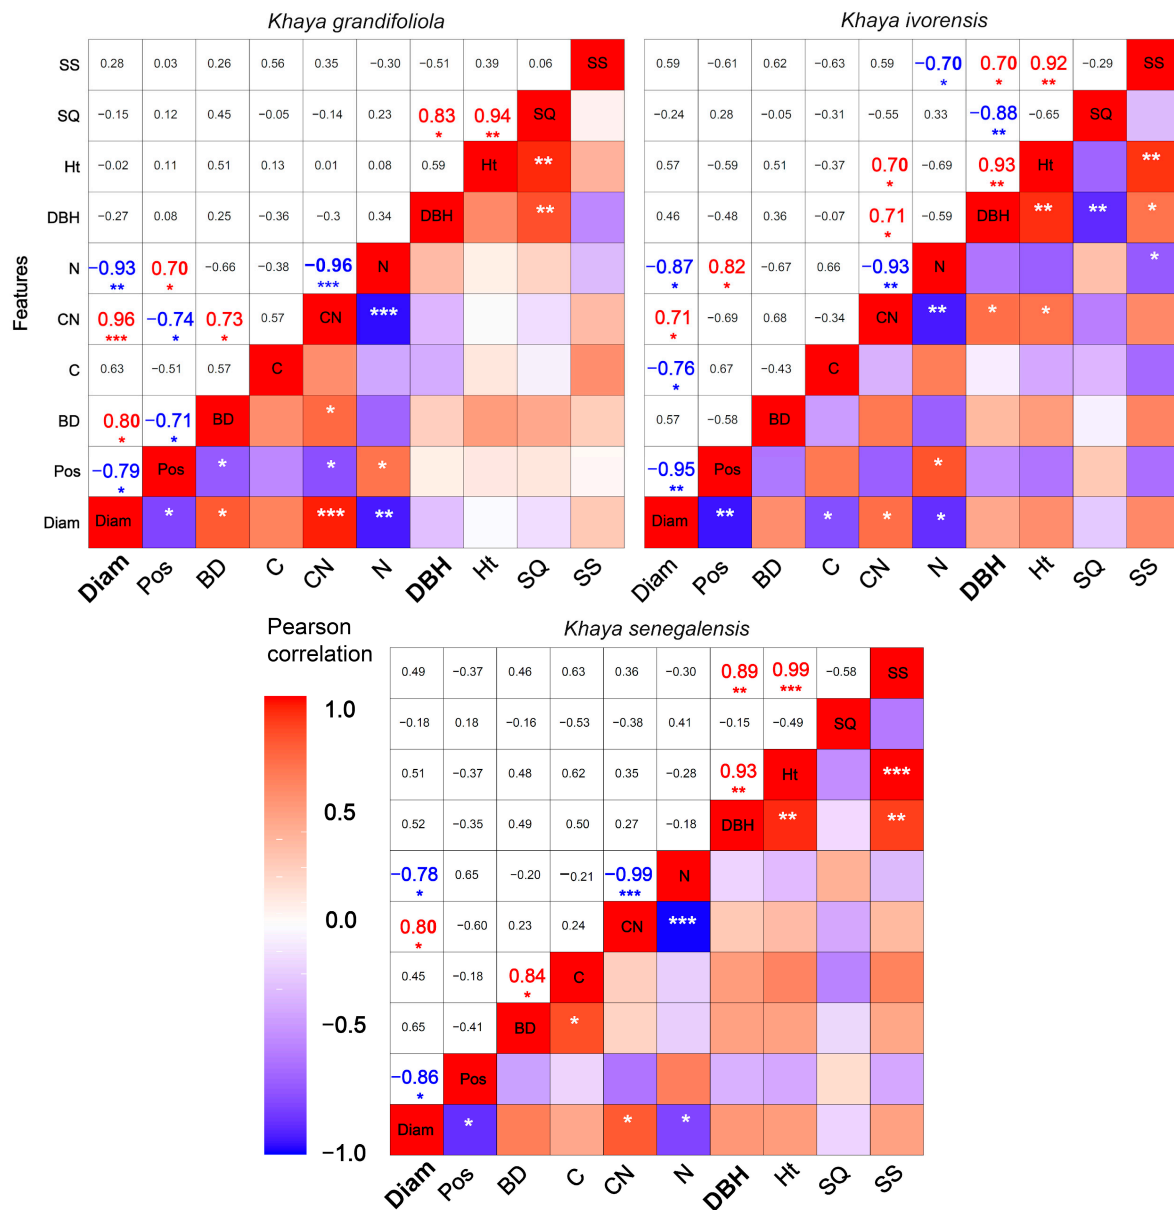 Khaya grandifoliola
Khaya ivorensis
Features
SS 0.28 0.03 0.26 0.56 0.35 −0.30 −0.51 0.39 0.06 SS
SQ −0.15 0.12 0.45 −0.05 −0.14 0.23 0.83 * 0.94 ** SQ
Ht −0.02 0.11 0.51 0.13 0.01 0.08 0.59 Ht **
DBH −0.27 0.08 0.25 −0.36 −0.3 0.34 DBH **
N −0.93 ** 0.70 * −0.66 −0.38 −0.96 *** N
CN 0.96 *** −0.74 * 0.73 * 0.57 CN ***
C 0.63 −0.51 0.57 C
BD 0.80 * −0.71 * BD *
Pos −0.79 * Pos * * *
Diam Diam * * *** **
Diam Pos BD C CN N DBH Ht SQ SS
0.59 −0.61 0.62 −0.63 0.59 −0.70 * 0.70 * 0.92 ** −0.29 SS
−0.24 0.28 −0.05 −0.31 −0.55 0.33 −0.88 ** −0.65 SQ
0.57 −0.59 0.51 −0.37 0.70 * −0.69 0.93 ** Ht **
0.46 −0.48 0.36 −0.07 0.71 * −0.59 DBH ** ** *
−0.87 * 0.82 * −0.67 0.66 −0.93 ** N *
0.71 * −0.69 0.68 −0.34 CN ** * *
−0.76 * 0.67 −0.43 C
0.57 −0.58 BD
−0.95 ** Pos *
Diam ** * * *
Diam Pos BD C CN N DBH Ht SQ SS
Pearson
correlation
1.0
0.5
0.0
−0.5
−1.0
Khaya senegalensis
0.49 −0.37 0.46 0.63 0.36 −0.30 0.89 ** 0.99 *** −0.58 SS
−0.18 0.18 −0.16 −0.53 −0.38 0.41 −0.15 −0.49 SQ
0.51 −0.37 0.48 0.62 0.35 −0.28 0.93 ** Ht ***
0.52 −0.35 0.49 0.50 0.27 −0.18 DBH ** **
−0.78 * 0.65 −0.20 −0.21 −0.99 *** N
0.80 * −0.60 0.23 0.24 CN ***
0.45 −0.18 0.84 * C
0.65 −0.41 BD *
−0.86 * Pos
Diam * * *
Diam Pos BD C CN N DBH Ht SQ SS